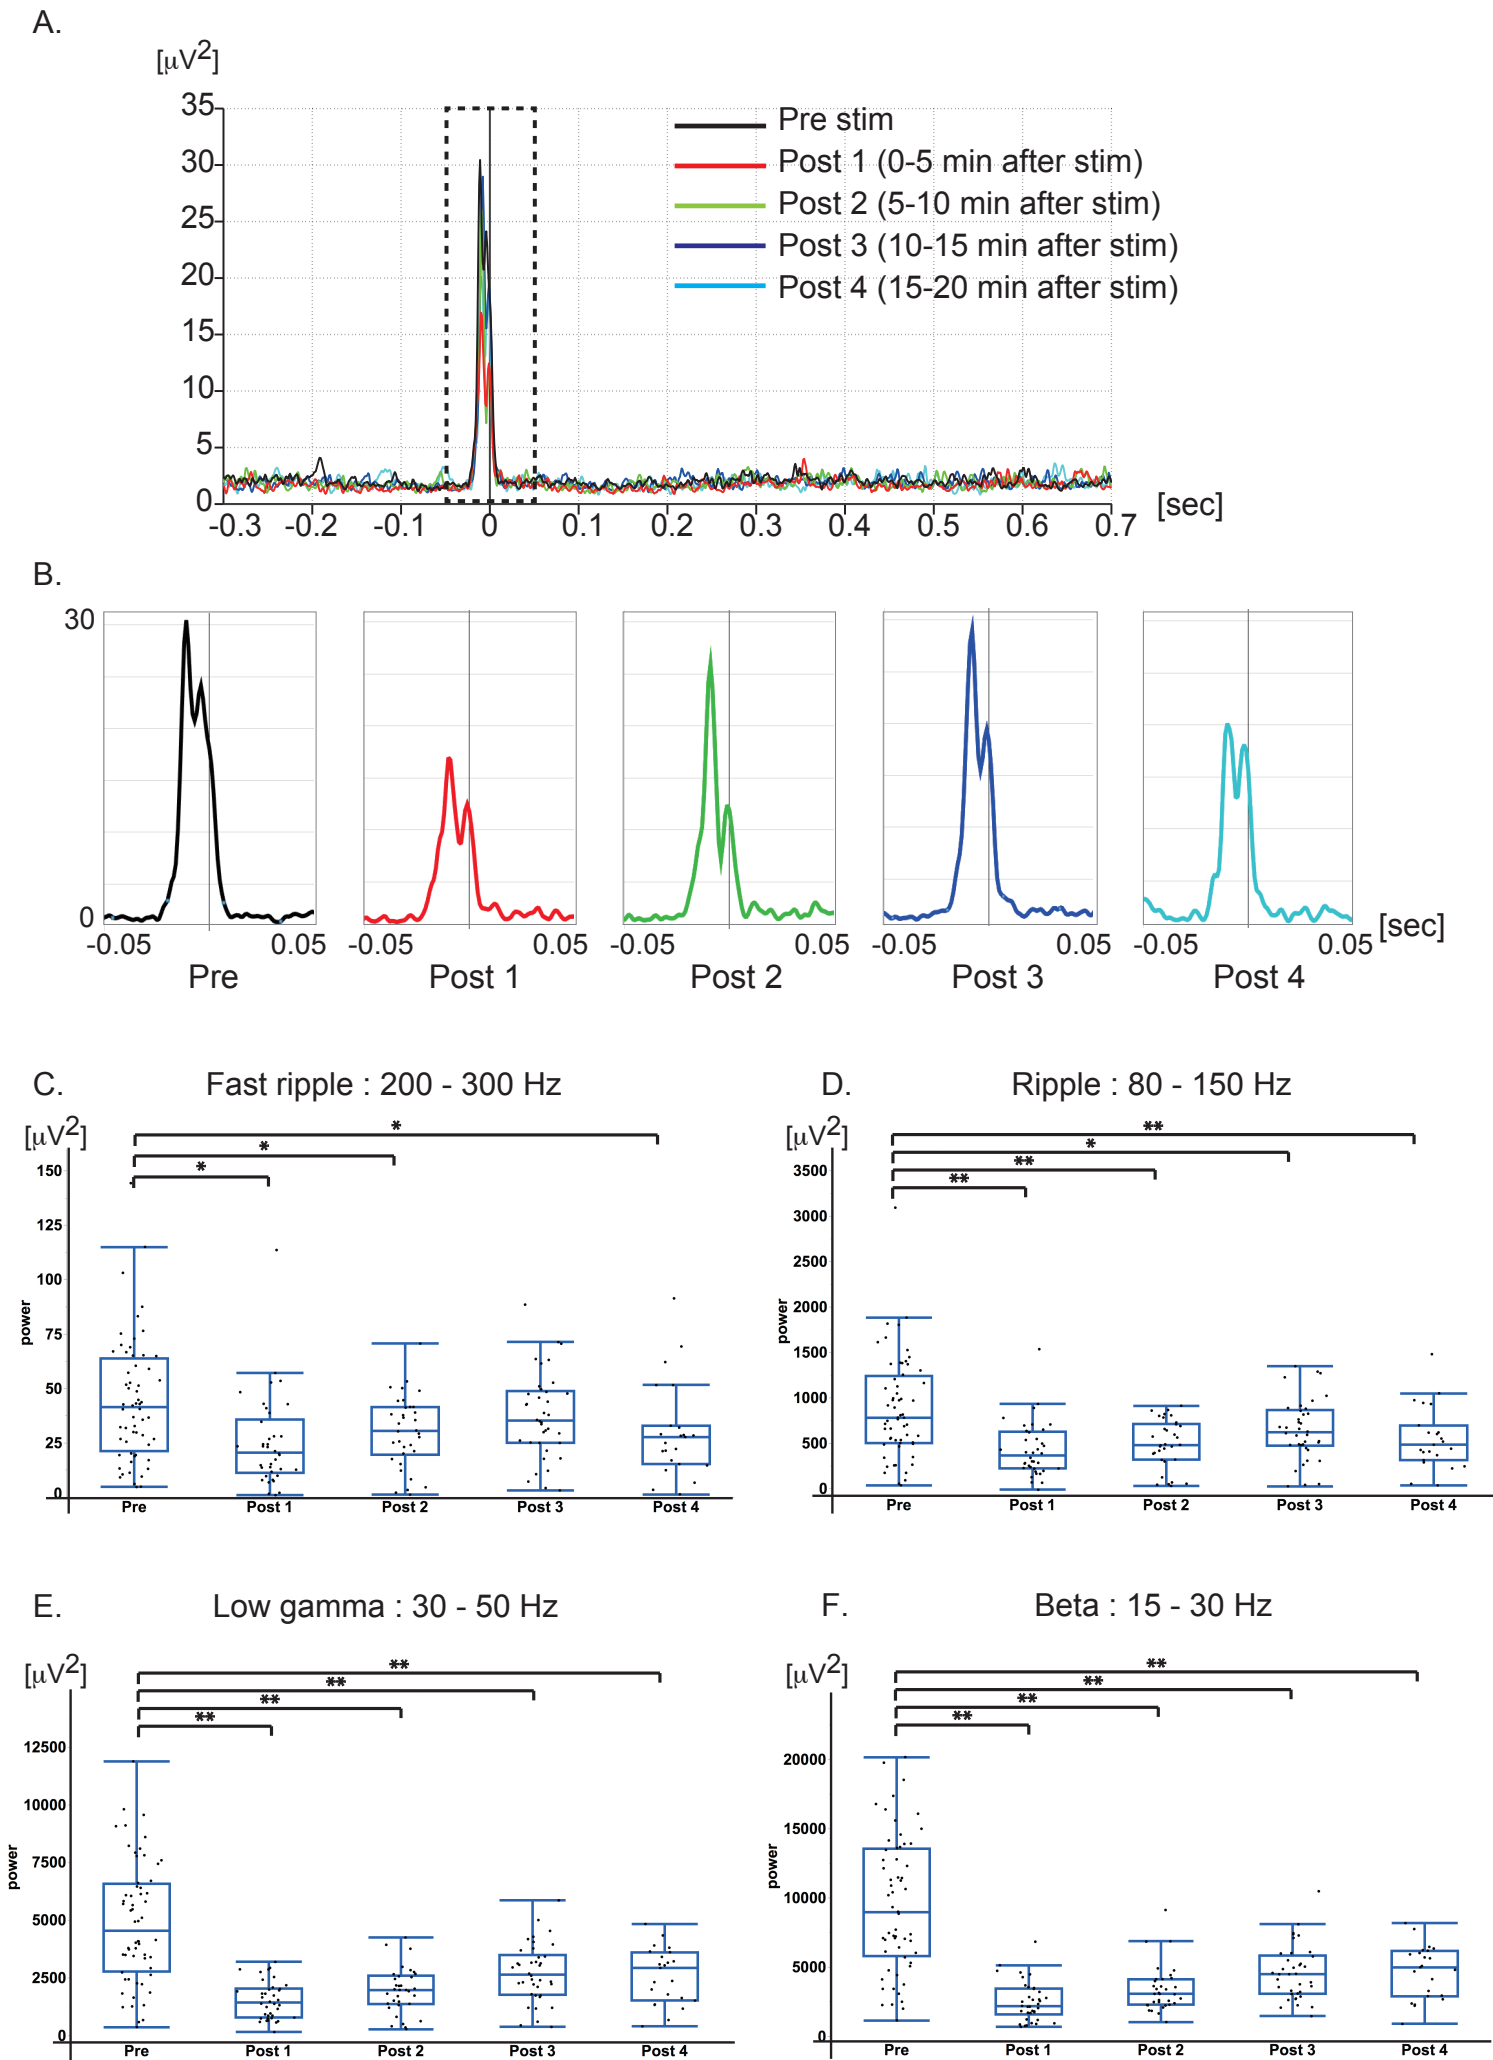 A.
[μV2]
35
30
25
20
15
10
5
0
Pre stim
Post 1 (0-5 min after stim)
Post 2 (5-10 min after stim)
Post 3 (10-15 min after stim)
Post 4 (15-20 min after stim)
-0.3 -0.2 -0.1 0 0.1 0.2 0.3 0.4 0.5 0.6 0.7 [sec]
B.
30
0
-0.05 0.05 -0.05 0.05 -0.05 0.05 -0.05 0.05 -0.05 0.05 [sec]
Pre Post 1 Post 2 Post 3 Post 4
C. Fast ripple : 200 - 300 Hz
[μV2]
*
*
*
150
125
100
75
50
25
0
power
Pre Post 1 Post 2 Post 3 Post 4
D. Ripple : 80 - 150 Hz
[μV2]
**
*
**
**
3500
3000
2500
2000
1500
1000
500
0
power
Pre Post 1 Post 2 Post 3 Post 4
E. Low gamma : 30 - 50 Hz
[μV2]
**
**
**
**
12500
10000
7500
5000
2500
0
power
Pre Post 1 Post 2 Post 3 Post 4
F. Beta : 15 - 30 Hz
[μV2]
**
**
**
**
20000
15000
10000
5000
0
power
Pre Post 1 Post 2 Post 3 Post 4